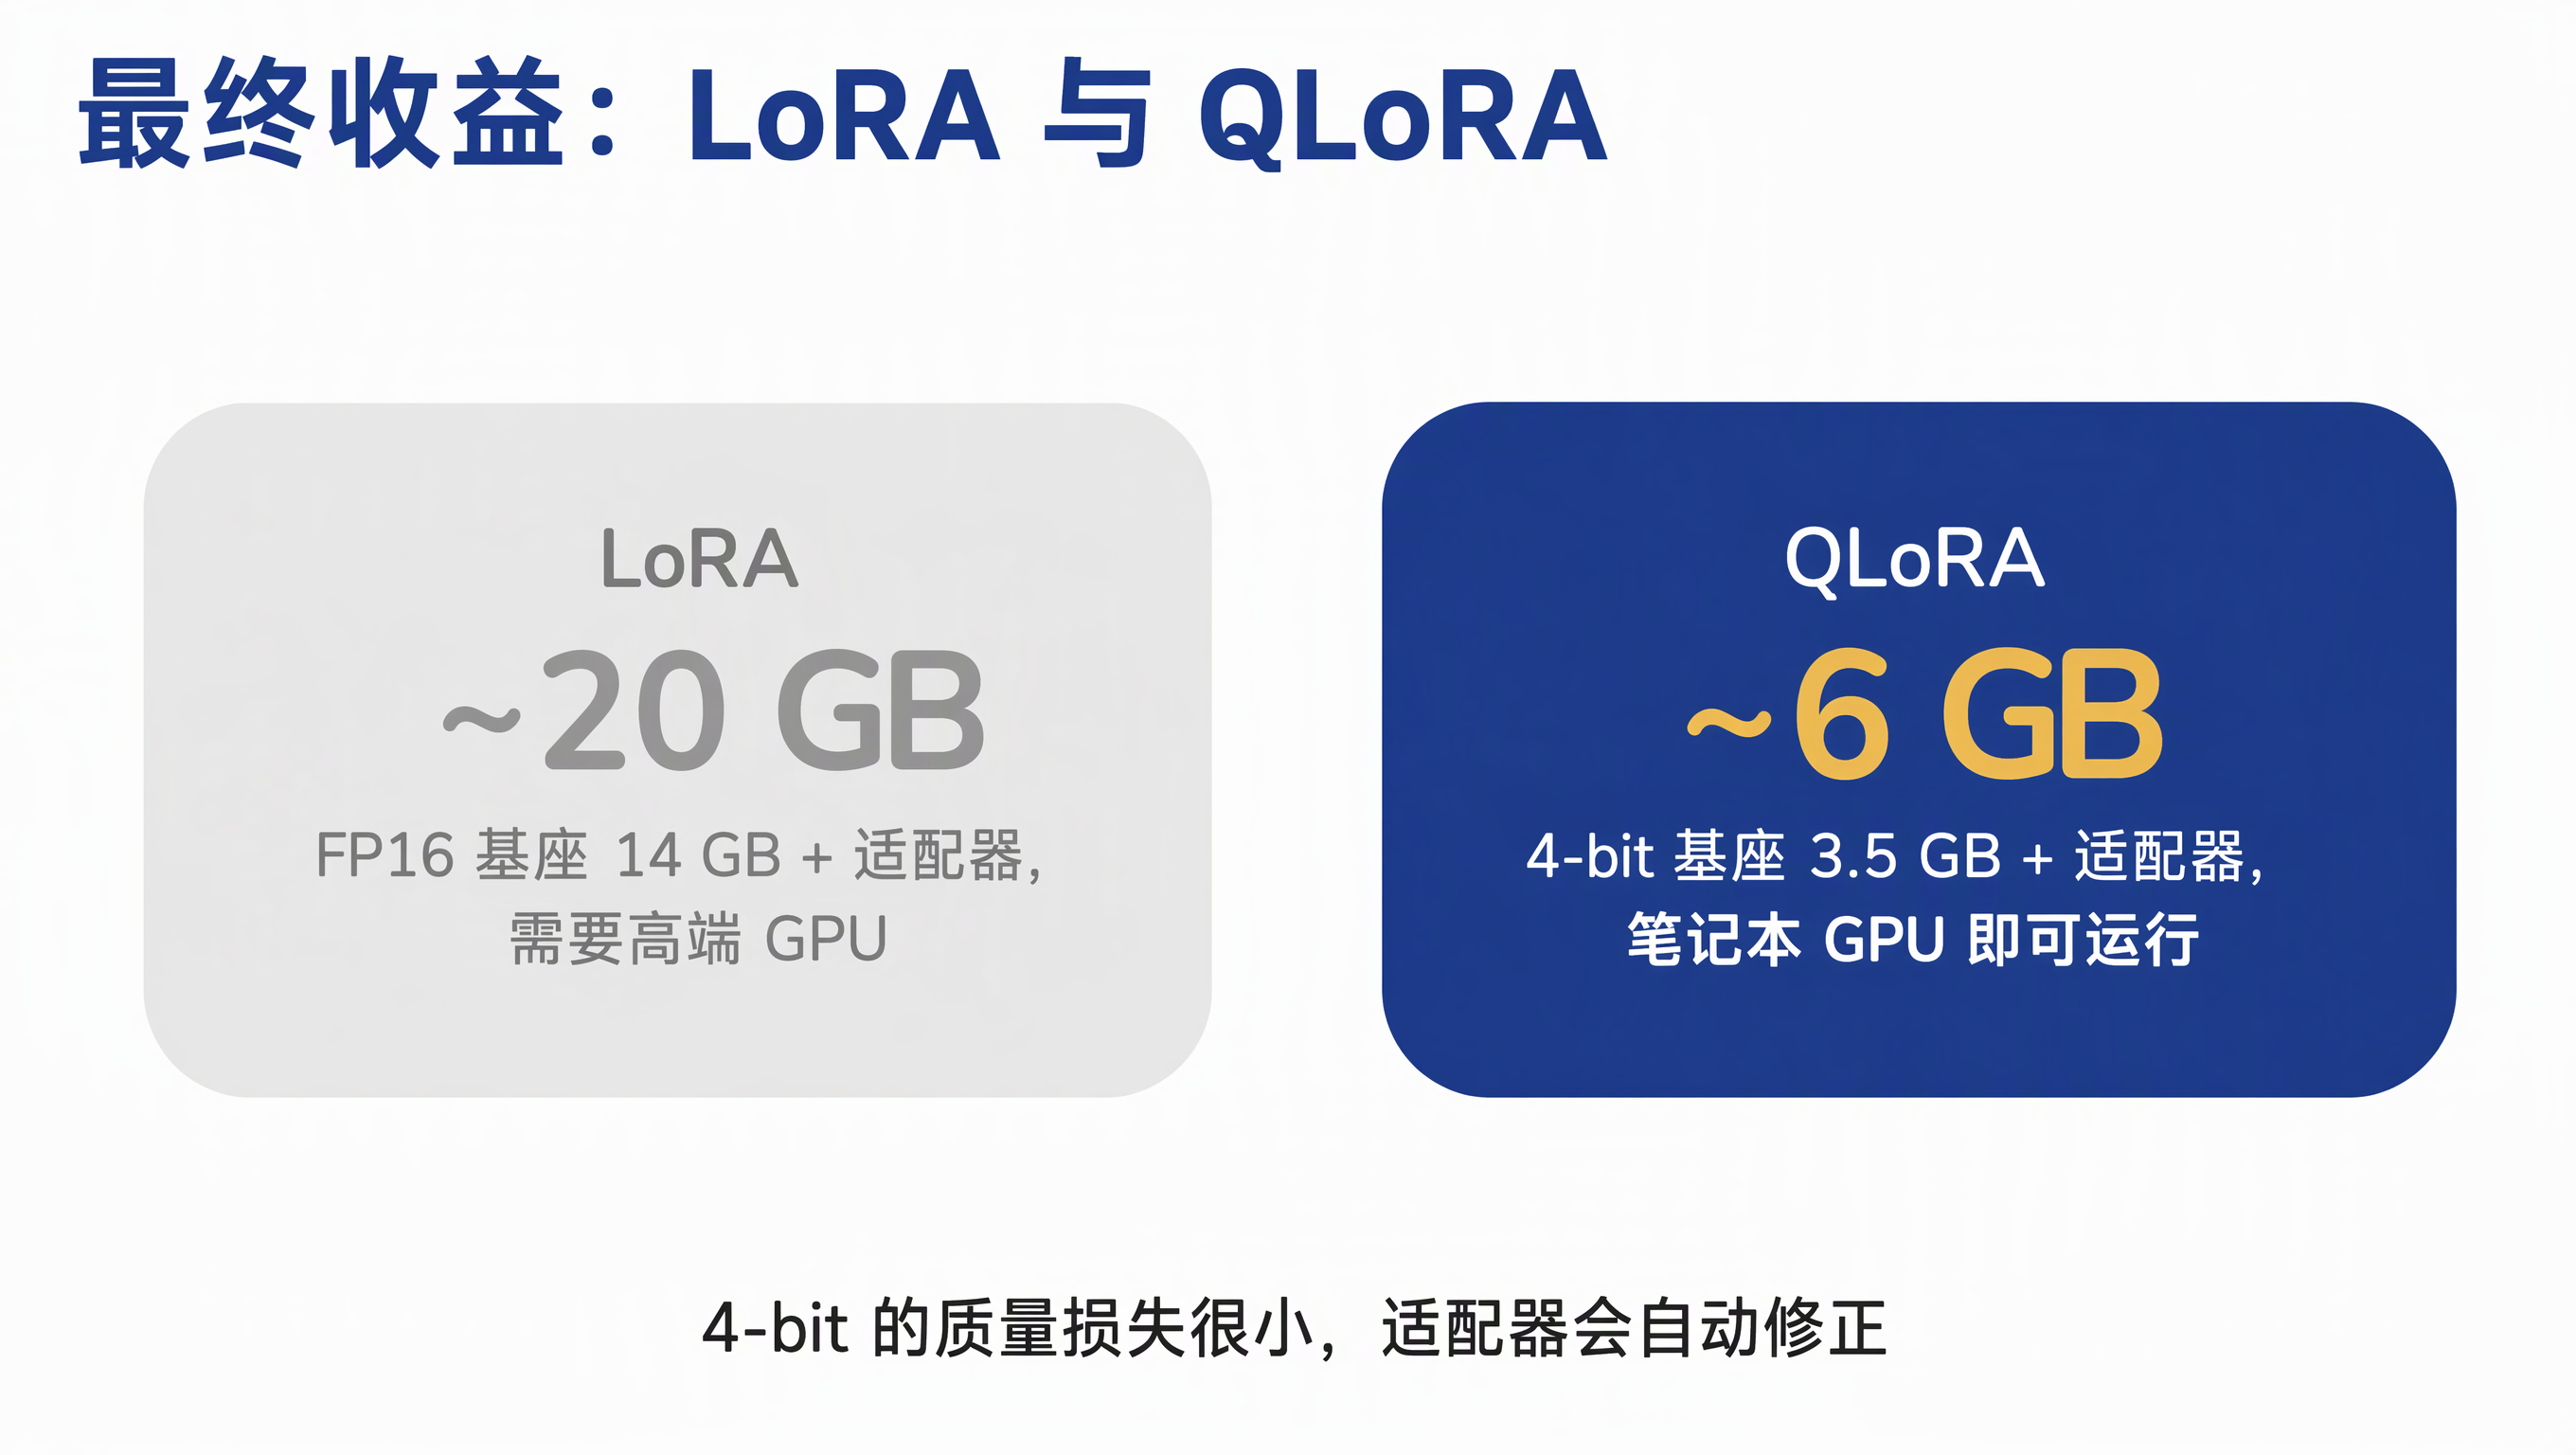 最终收益：LoRA 与 QLoRA
LoRA
~20 GB
FP16 基座 14 GB + 适配器,
需要高端 GPU
QLoRA
~6 GB
4-bit 基座 3.5 GB + 适配器,
笔记本 GPU 即可运行
4-bit 的质量损失很小，适配器会自动修正